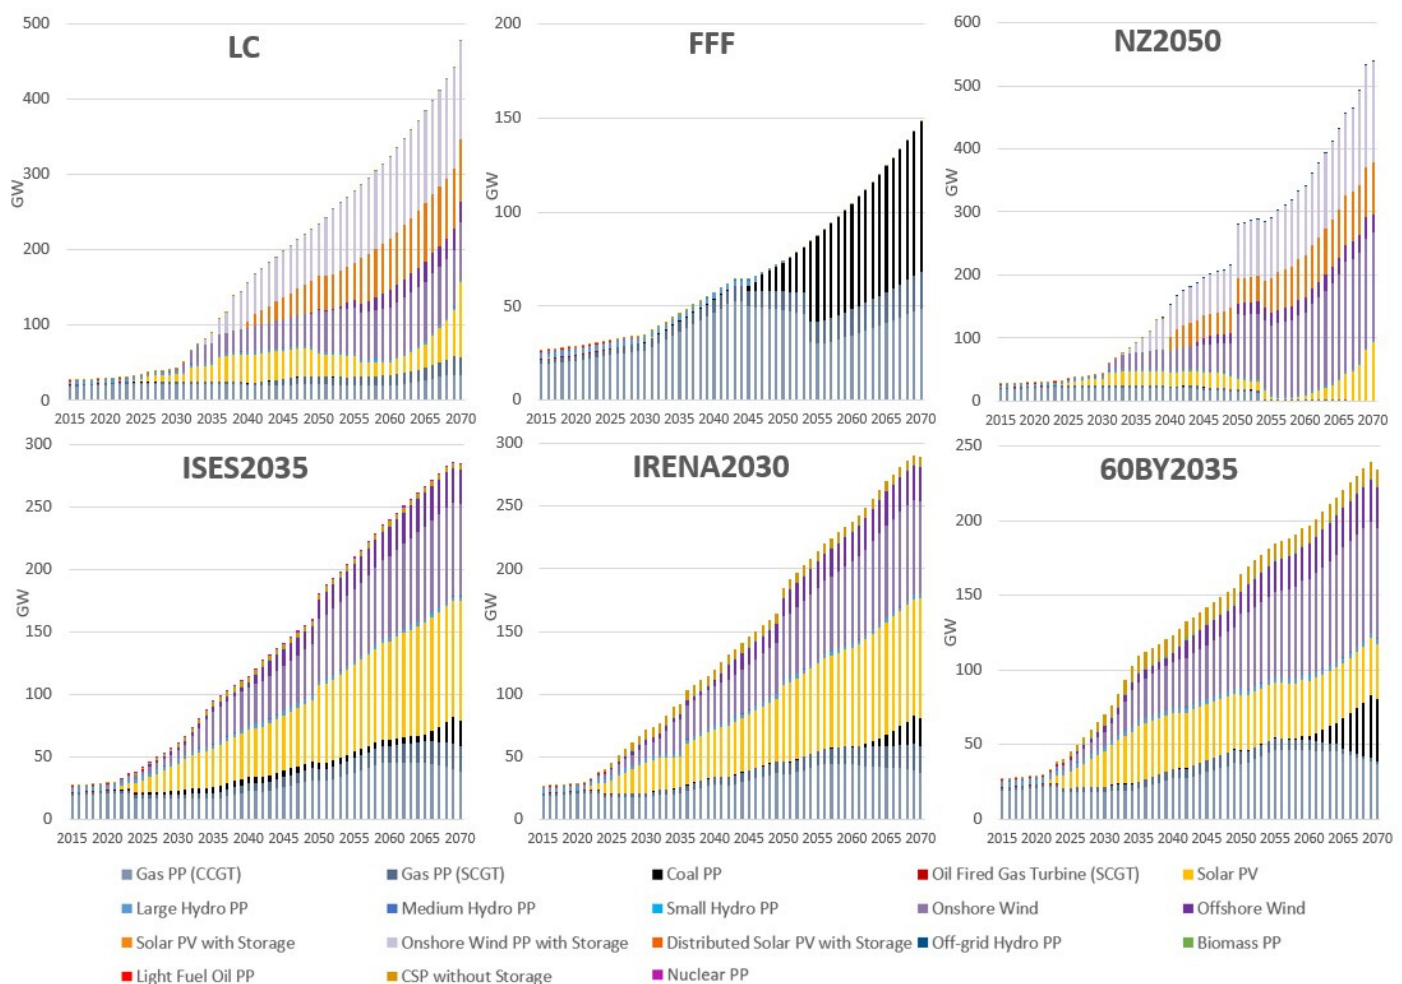 LC
500
400
300
200
100
0
GW
2015 2020 2025 2030 2035 2040 2045 2050 2055 2060 2065 2070
FFF
200
150
100
50
0
GW
2015 2020 2025 2030 2035 2040 2045 2050 2055 2060 2065 2070
NZ2050
600
500
400
300
200
100
0
GW
2015 2020 2025 2030 2035 2040 2045 2050 2055 2060 2065 2070
ISES2035
300
250
200
150
100
50
0
GW
2015 2020 2025 2030 2035 2040 2045 2050 2055 2060 2065 2070
IRENA2030
300
250
200
150
100
50
0
GW
2015 2020 2025 2030 2035 2040 2045 2050 2055 2060 2065 2070
60BY2035
250
200
150
100
50
0
GW
2015 2020 2025 2030 2035 2040 2045 2050 2055 2060 2065 2070
Gas PP (CCGT) Gas PP (SCGT) Coal PP Oil Fired Gas Turbine (SCGT) Solar PV
Large Hydro PP Medium Hydro PP Small Hydro PP Onshore Wind Offshore Wind
Solar PV with Storage Onshore Wind PP with Storage Distributed Solar PV with Storage Off-grid Hydro PP Biomass PP
Light Fuel Oil PP CSP without Storage Nuclear PP